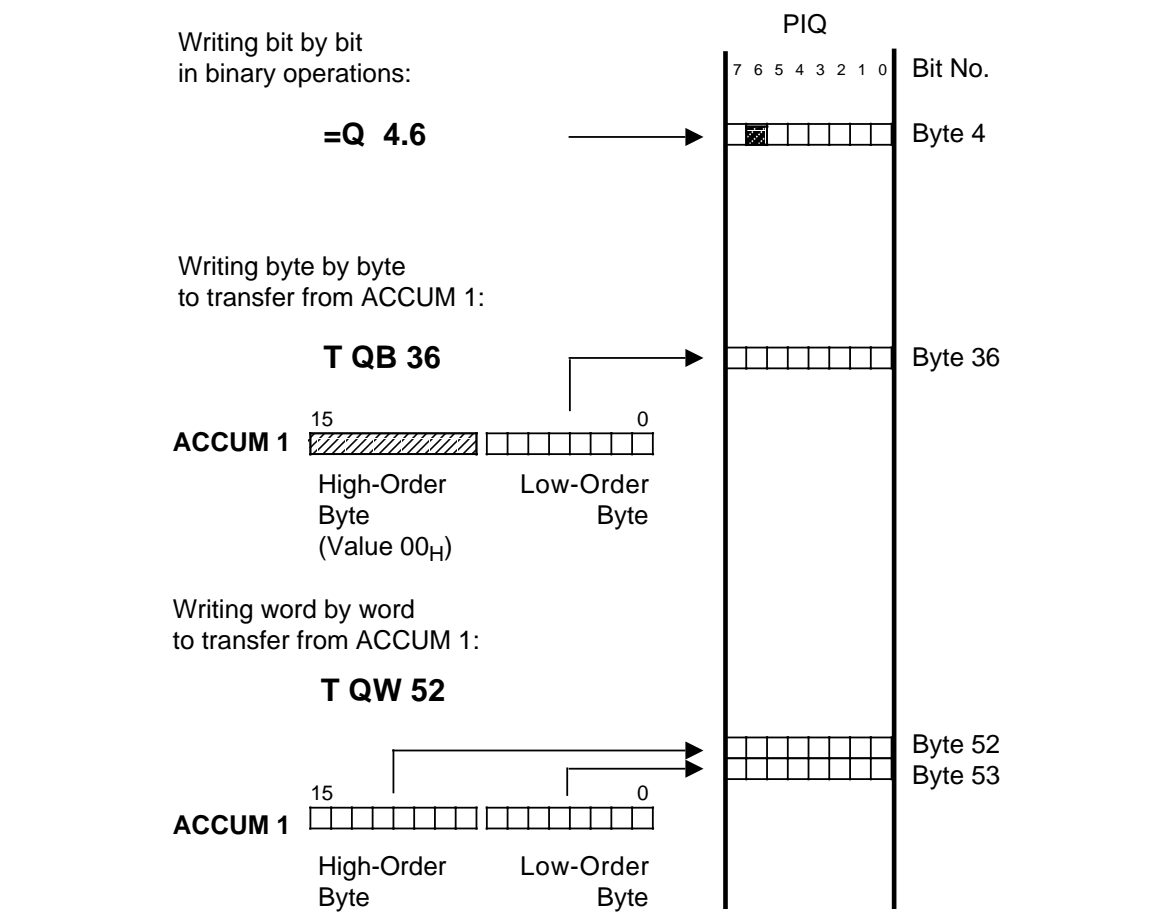 PIQ
Writing bit by bit
in binary operations:
7 6 5 4 3 2 1 0 Bit No.
=Q 4.6 Byte 4
Writing byte by byte
to transfer from ACCUM 1:
T QB 36 Byte 36
15 0
ACCUM 1
High-Order Low-Order
Byte Byte
(Value 00H)
Writing word by word
to transfer from ACCUM 1:
T QW 52
Byte 52
Byte 53
15 0
ACCUM 1
High-Order Low-Order
Byte Byte